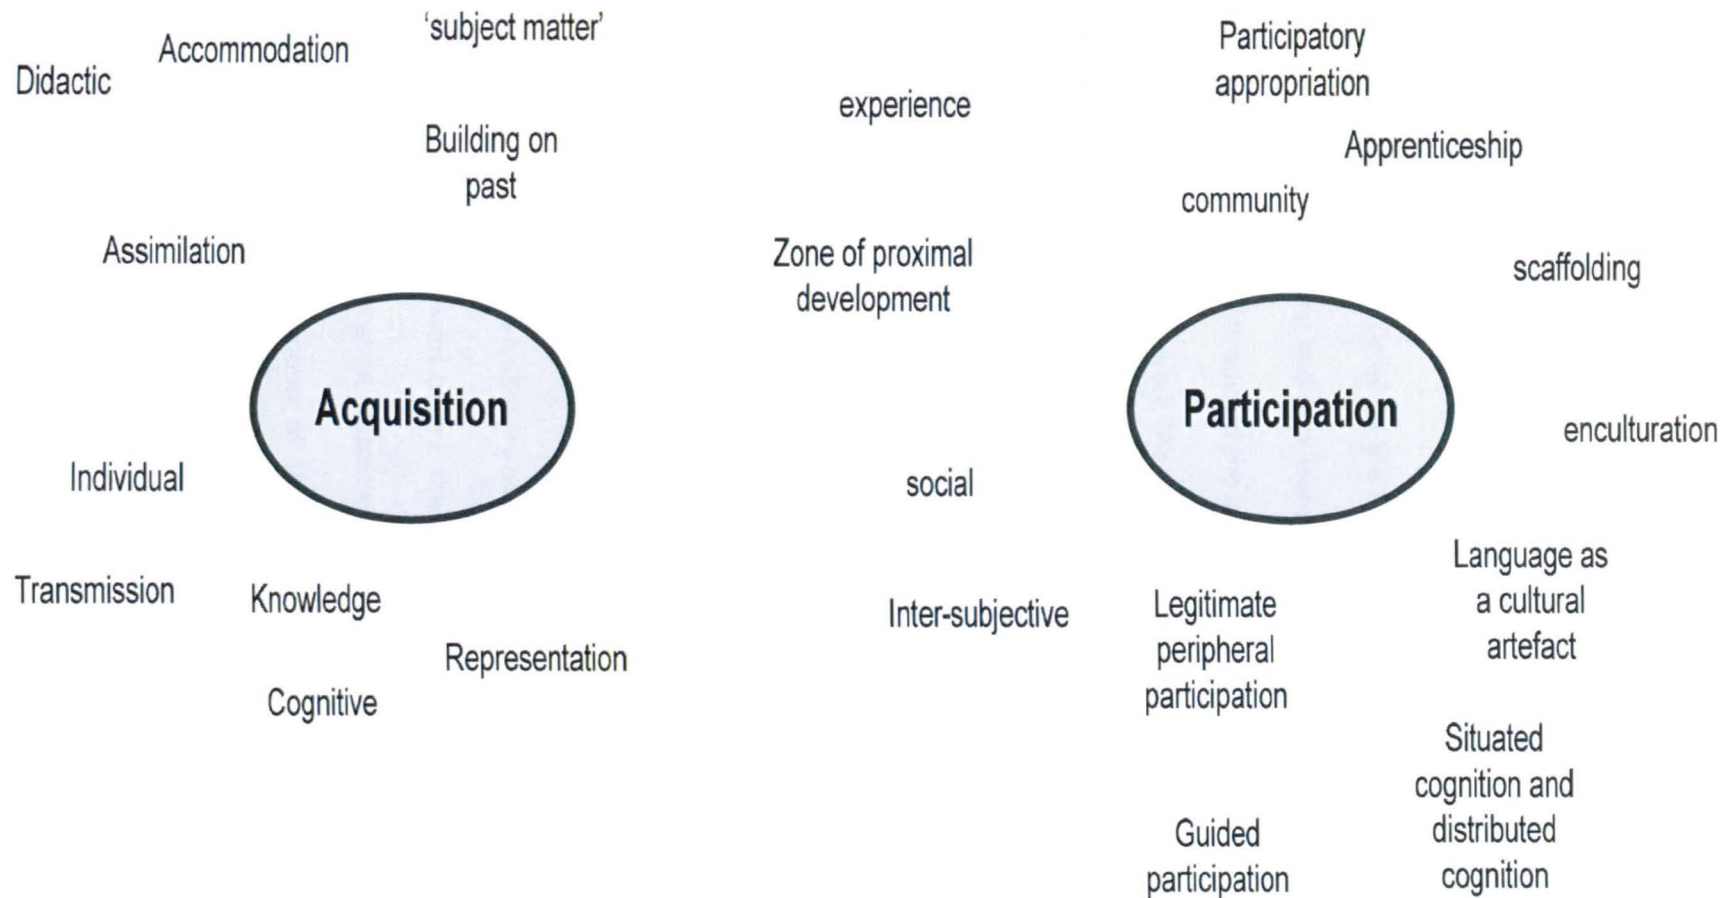 'subject matter'
Accommodation
Didactic
Building on
past
Assimilation
Acquisition
Individual
Transmission
Knowledge
Representation
Cognitive
experience
Zone of proximal
development
social
Inter-subjective
Participatory
appropriation
Apprenticeship
community
scaffolding
Participation
enculturation
Language as
a cultural
artefact
Legitimate
peripheral
participation
Situated
cognition and
distributed
cognition
Guided
participation